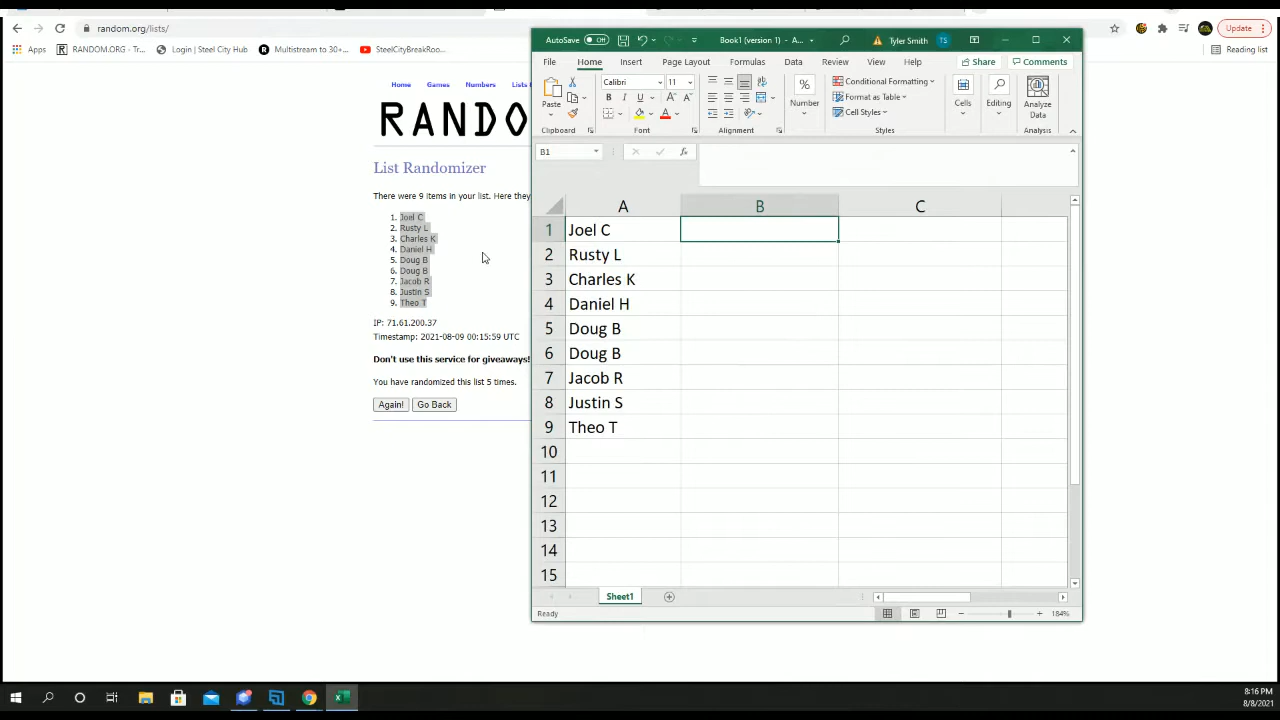 random.org/lists/
Update
Apps
RANDOM.ORG - Tr...
Login | Steel City Hub
Multistream to 30+...
SteelCityBreakRoo...
Reading list
Home
Games
Numbers
Lists
RANDO
List Randomizer
There were 9 items in your list. Here they
1. Joel C
2. Rusty L
3. Charles K
4. Daniel H
5. Doug B
6. Doug B
7. Jacob R
8. Justin S
9. Theo T
IP: 71.61.200.37
Timestamp: 2021-08-09 00:15:59 UTC
Don't use this service for giveaways!
You have randomized this list 5 times.
Again! Go Back
AutoSave Off
Book1 (version 1) - A...
Tyler Smith TS
File Home Insert Page Layout Formulas Data Review View Help
Share Comments
Paste
Clipboard
Calibri 11
B I U
Font
Alignment
%
Number
Conditional Formatting
Format as Table
Cell Styles
Styles
Cells
Editing
Analyze
Data
Analysis
B1
fx
A B C
1 Joel C
2 Rusty L
3 Charles K
4 Daniel H
5 Doug B
6 Doug B
7 Jacob R
8 Justin S
9 Theo T
10
11
12
13
14
15
Sheet1
Ready
184%
8:16 PM
8/8/2021